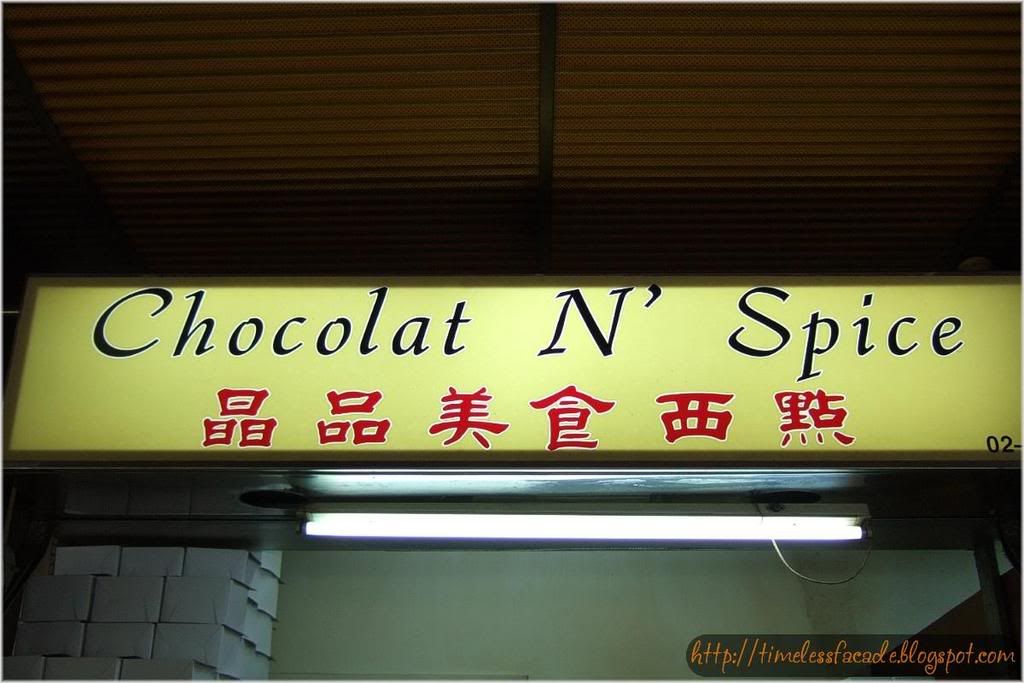 Chocolat N' Spice
晶品美食西點
02-
http://timelessfacade.blogspot.com